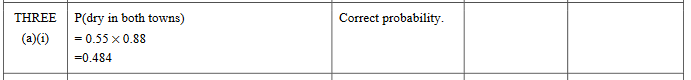 THREE P(dry in both towns) Correct probability.
(a)(i) = 0.55 × 0.88
=0.484